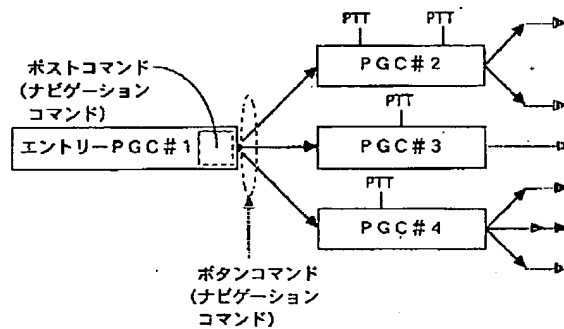 PTT PTT
PGC#2
ポストコマンド
(ナビゲーション
コマンド)
PTT
エントリーPGC#1
PGC#3
PTT
PGC#4
ボタンコマンド
(ナビゲーション
コマンド)